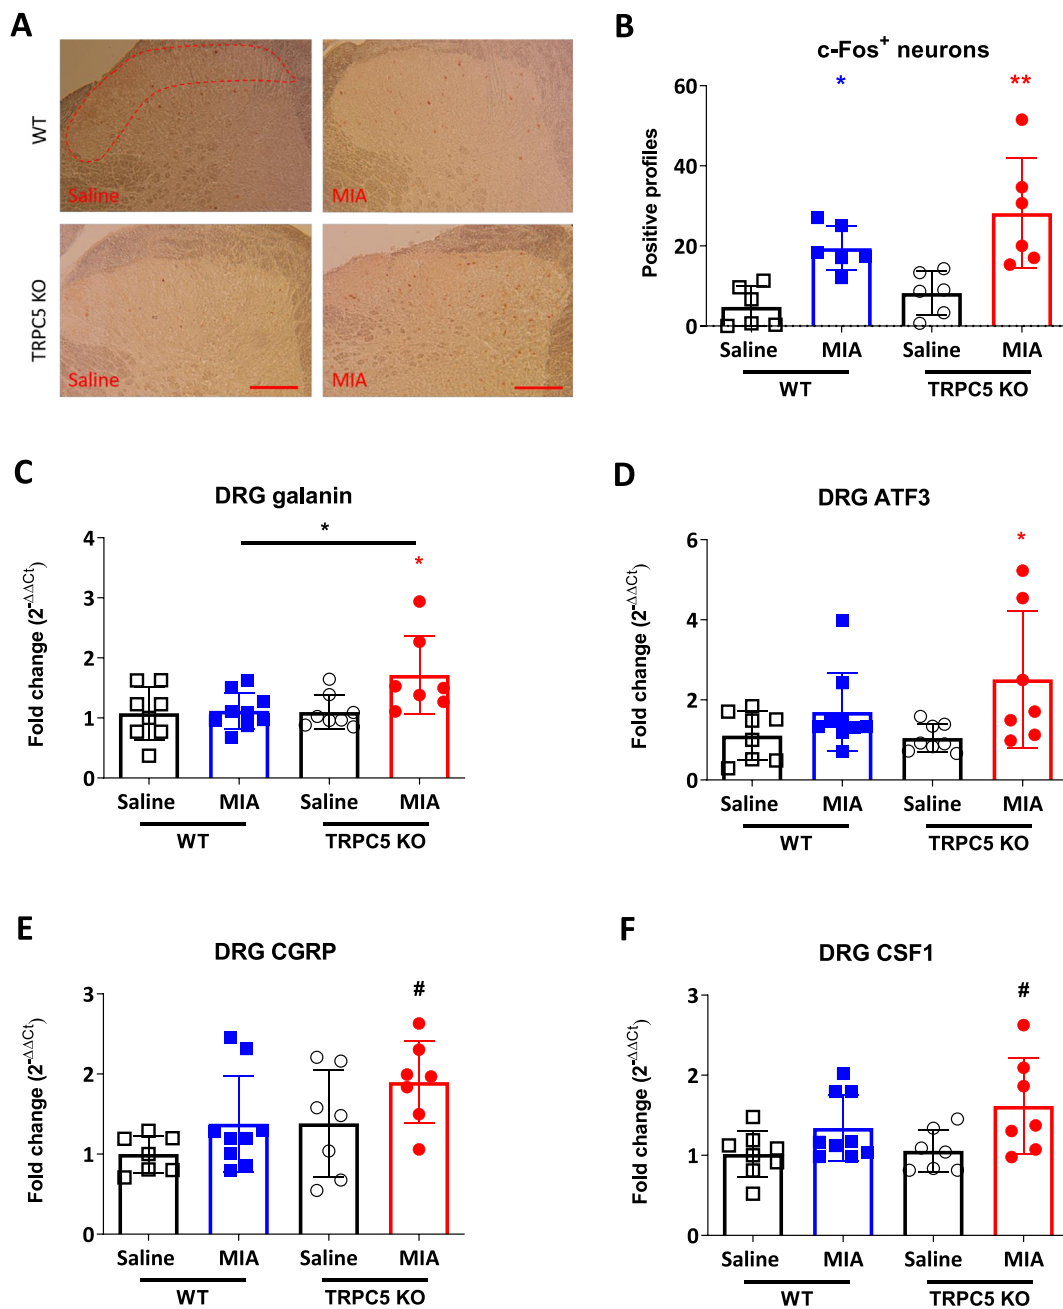 A
WT
Saline
MIA
TRPC5 KO
Saline
MIA
B
c-Fos⁺ neurons
* **
Positive profiles
60
40
20
0
Saline MIA Saline MIA
WT TRPC5 KO
C
DRG galanin
*
*
Fold change (2^-ΔΔCt)
4
3
2
1
0
Saline MIA Saline MIA
WT TRPC5 KO
D
DRG ATF3
*
Fold change (2^-ΔΔCt)
6
4
2
0
Saline MIA Saline MIA
WT TRPC5 KO
E
DRG CGRP
#
Fold change (2^-ΔΔCt)
3
2
1
0
Saline MIA Saline MIA
WT TRPC5 KO
F
DRG CSF1
#
Fold change (2^-ΔΔCt)
3
2
1
0
Saline MIA Saline MIA
WT TRPC5 KO